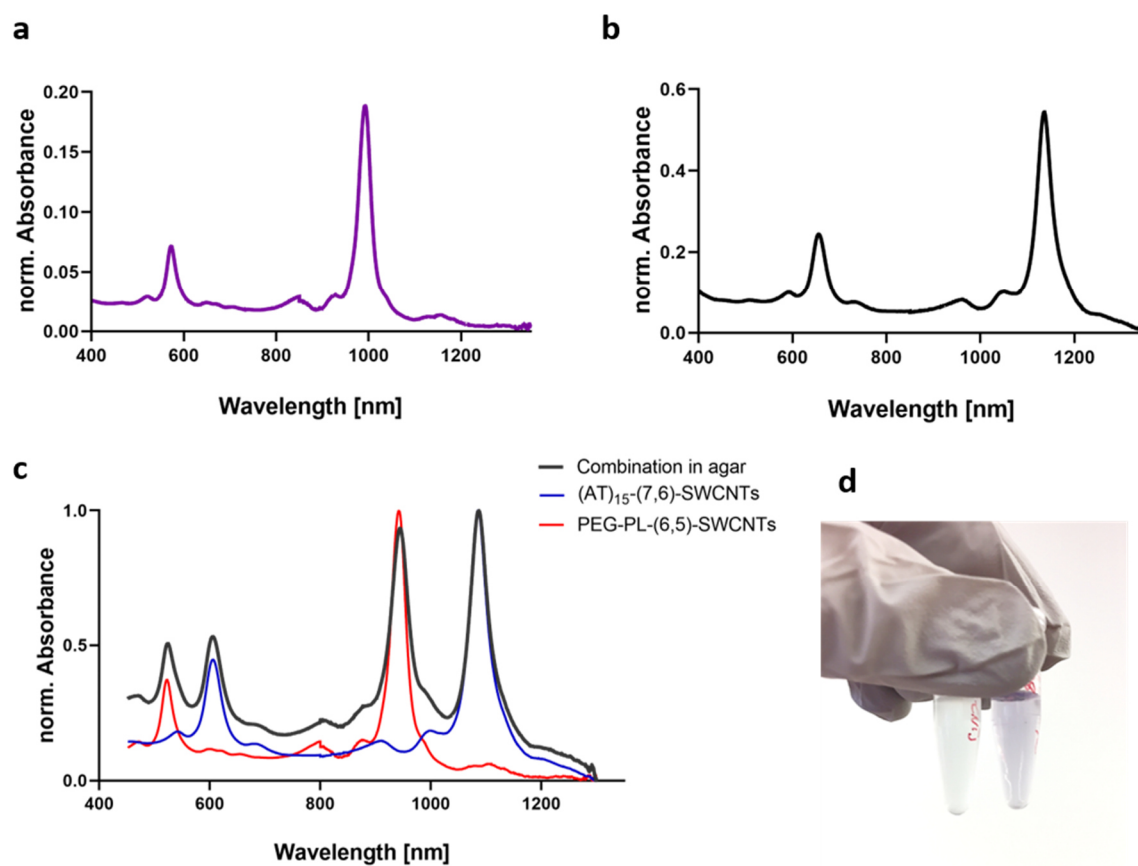 a
norm. Absorbance
0.20
0.15
0.10
0.05
0.00
400 600 800 1000 1200
Wavelength [nm]
b
norm. Absorbance
0.6
0.4
0.2
0.0
400 600 800 1000 1200
Wavelength [nm]
c
norm. Absorbance
1.0
0.5
0.0
400 600 800 1000 1200
Wavelength [nm]
Combination in agar
(AT)₁₅-(7,6)-SWCNTs
PEG-PL-(6,5)-SWCNTs
d